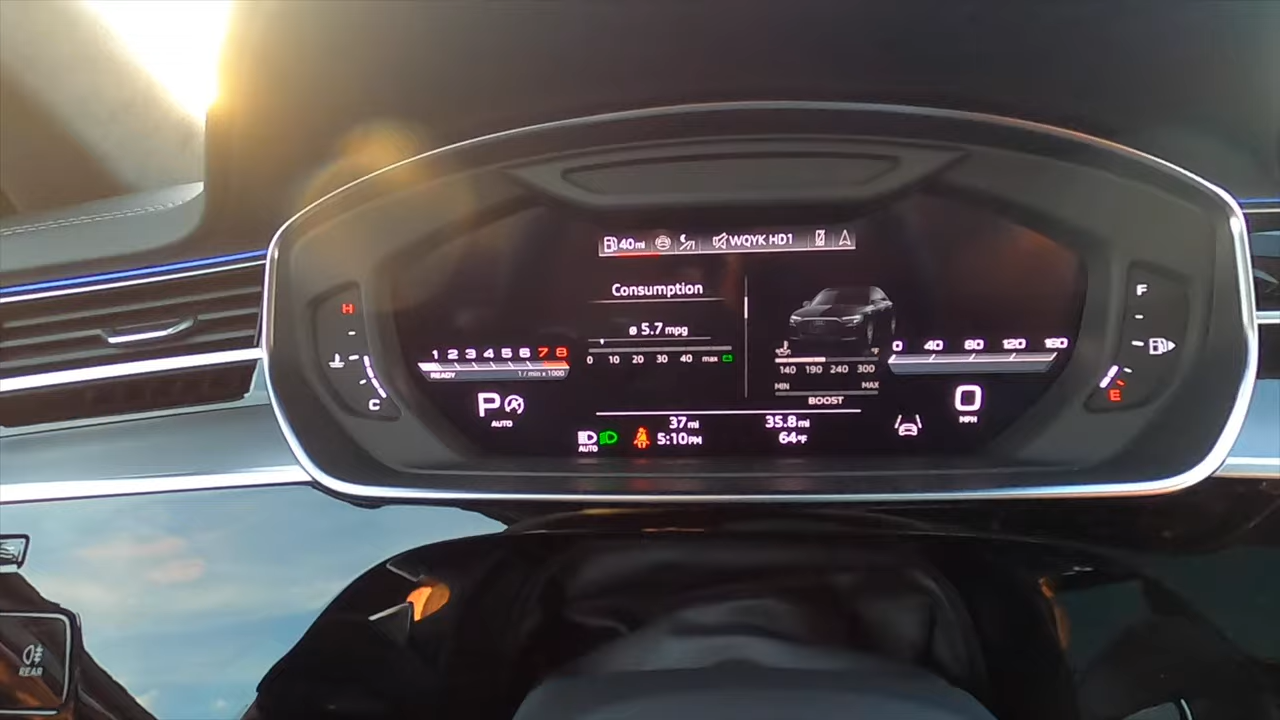 40mi WQYK HD1
Consumption
ø 5.7 mpg
0 10 20 30 40 max
H
C
1 2 3 4 5 6 7 8
READY 1 / min x 1000
P
AUTO
°F
140 190 240 300
MIN MAX
BOOST
0 40 80 120 160
0
MPH
F
E
37mi 35.8mi
AUTO 5:10PM 64°F
REAR